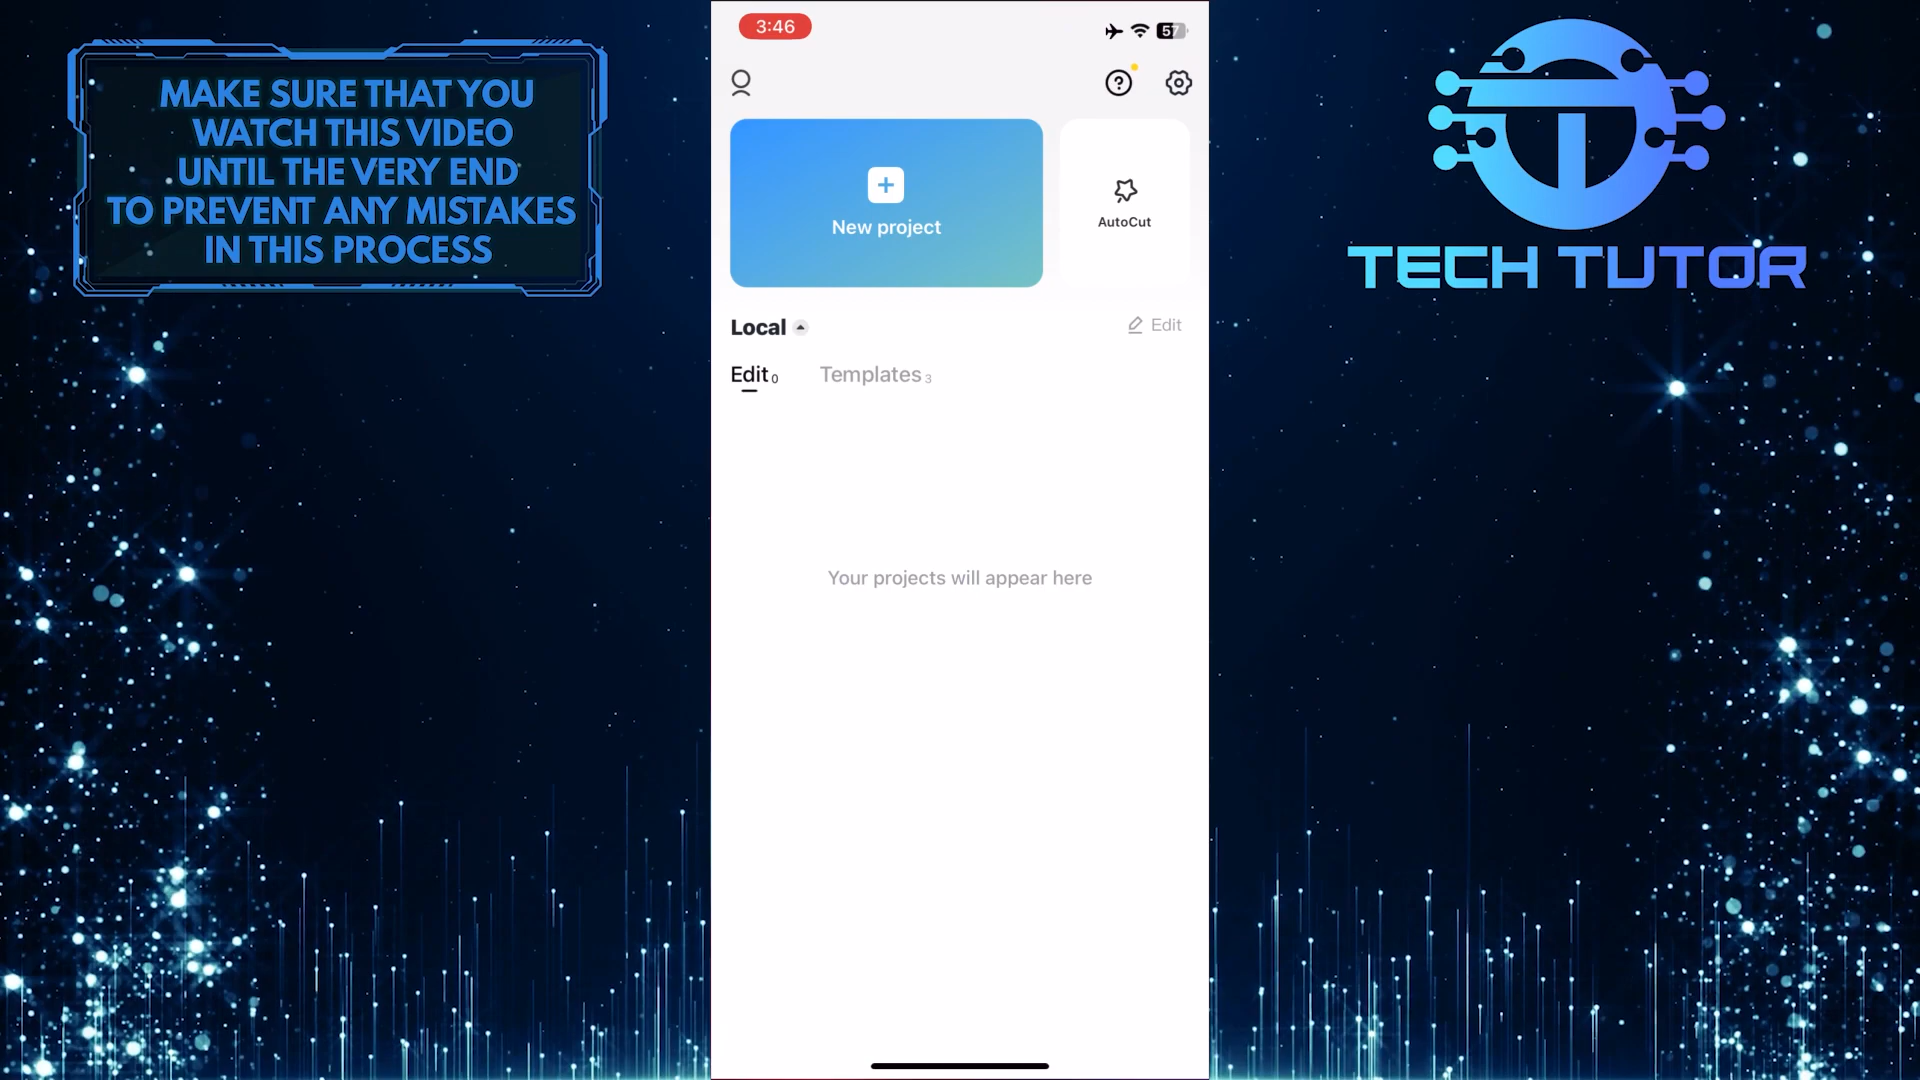 MAKE SURE THAT YOU
WATCH THIS VIDEO
UNTIL THE VERY END
TO PREVENT ANY MISTAKES
IN THIS PROCESS
3:46
57
New project
AutoCut
Local
Edit
Edit 0
Templates 3
Your projects will appear here
TECH TUTOR